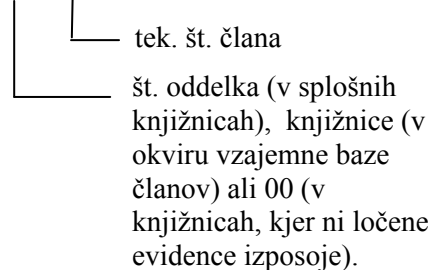 tek. št. člana
št. oddelka (v splošnih
knjižnicah),  knjižnice (v
okviru vzajemne baze
članov) ali 00 (v
knjižnicah, kjer ni ločene
evidence izposoje).